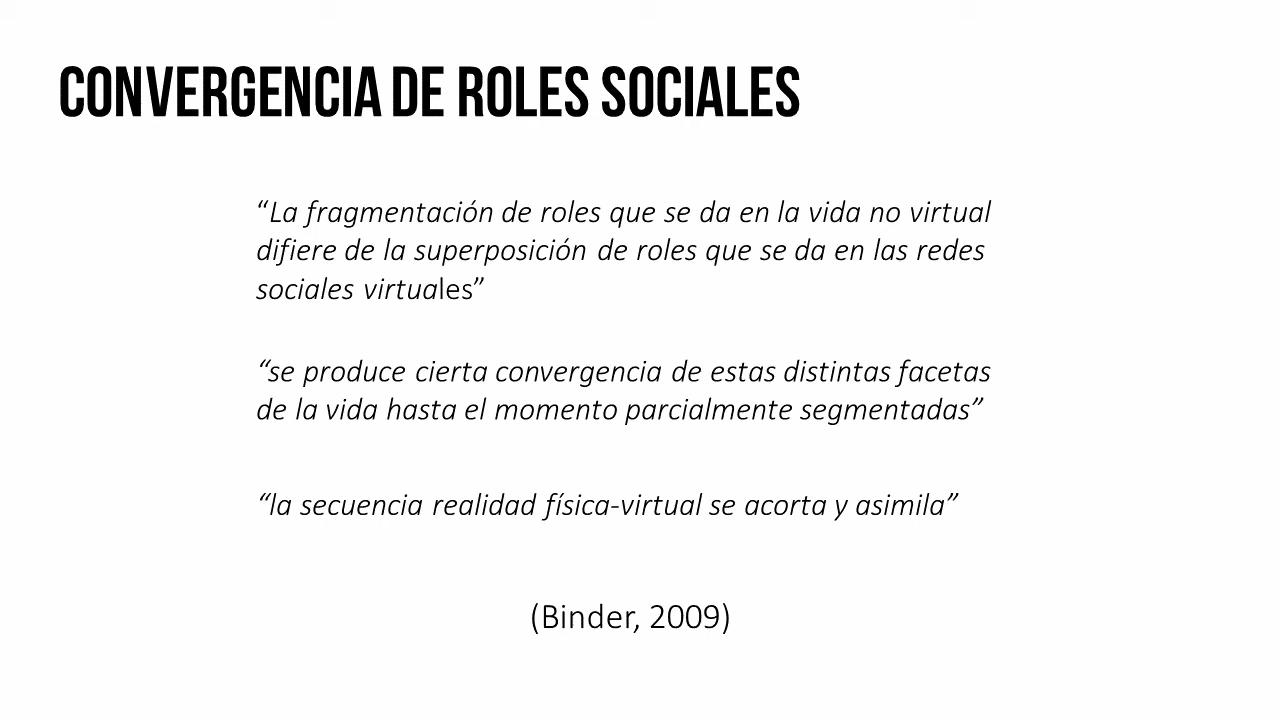 CONVERGENCIA DE ROLES SOCIALES
“La fragmentación de roles que se da en la vida no virtual
difiere de la superposición de roles que se da en las redes
sociales virtuales”
“se produce cierta convergencia de estas distintas facetas
de la vida hasta el momento parcialmente segmentadas”
“la secuencia realidad física-virtual se acorta y asimila”
(Binder, 2009)